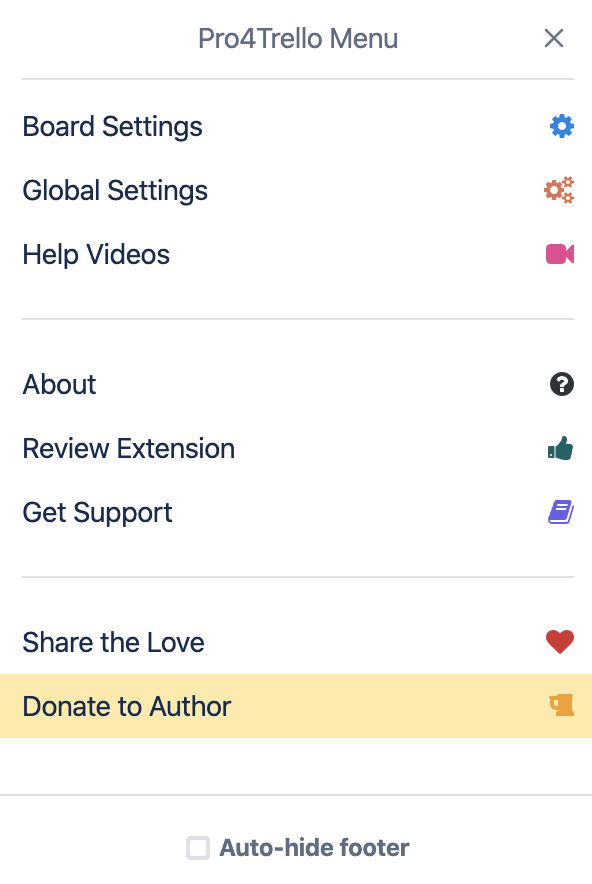 Pro4Trello Menu
Board Settings
Global Settings
Help Videos
About
Review Extension
Get Support
Share the Love
Donate to Author
Auto-hide footer